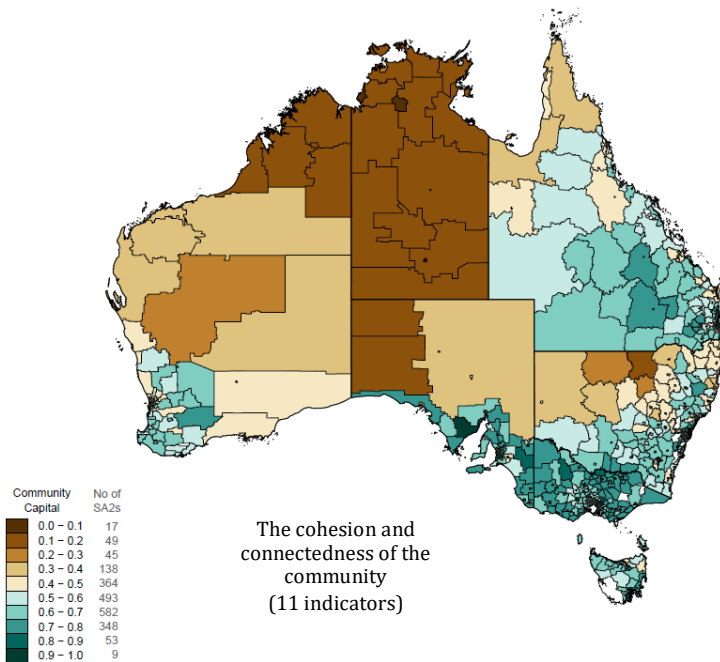 Community Capital No of SA2s
0.0 – 0.1 17
0.1 – 0.2 49
0.2 – 0.3 45
0.3 – 0.4 138
0.4 – 0.5 364
0.5 – 0.6 493
0.6 – 0.7 582
0.7 – 0.8 348
0.8 – 0.9 53
0.9 – 1.0 9
The cohesion and
connectedness of the
community
(11 indicators)